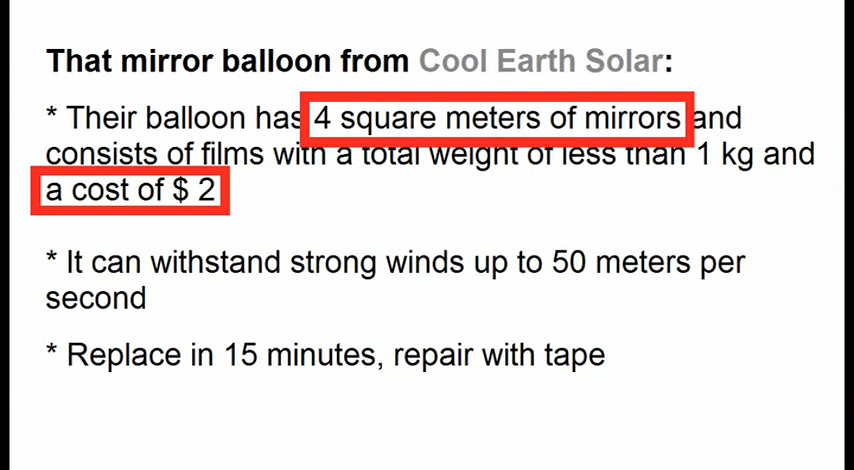 That mirror balloon from Cool Earth Solar:
* Their balloon has 4 square meters of mirrors and
consists of films with a total weight of less than 1 kg and
a cost of $ 2
* It can withstand strong winds up to 50 meters per
second
* Replace in 15 minutes, repair with tape